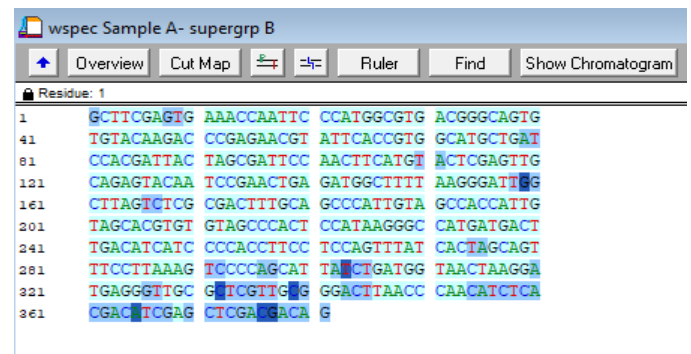 wspec Sample A- supergrp B
Overview Cut Map Ruler Find Show Chromatogram
Residue: 1
1 GCTTCGAGTG AAACCAATTC CCATGGCGTG ACGGGCAGTG
41 TGTACAAGAC CCGAGAACGT ATTCACCGTG GCATGCTGAT
81 CCACGATTAC TAGCGATTCC AACTTCATGT ACTCGAGTTG
121 CAGAGTACAA TCCGAACTGA GATGGCTTTT AAGGGATTGG
161 CTTAGTCTCG CGACTTTGCA GCCCATTGTA GCCACCATTG
201 TAGCACGTGT GTAGCCCACT CCATAAGGGC CATGATGACT
241 TGACATCATC CCCACCTTCC TCCAGTTTAT CACTAGCAGT
281 TTCCTTAAAG TCCCCAGCAT TATCTGATGG TAACTAAGGA
321 TGAGGGTTGC GCTCGTTGCG GGACTTAACC CAACATCTCA
361 CGACATCGAG CTCGACGACA G